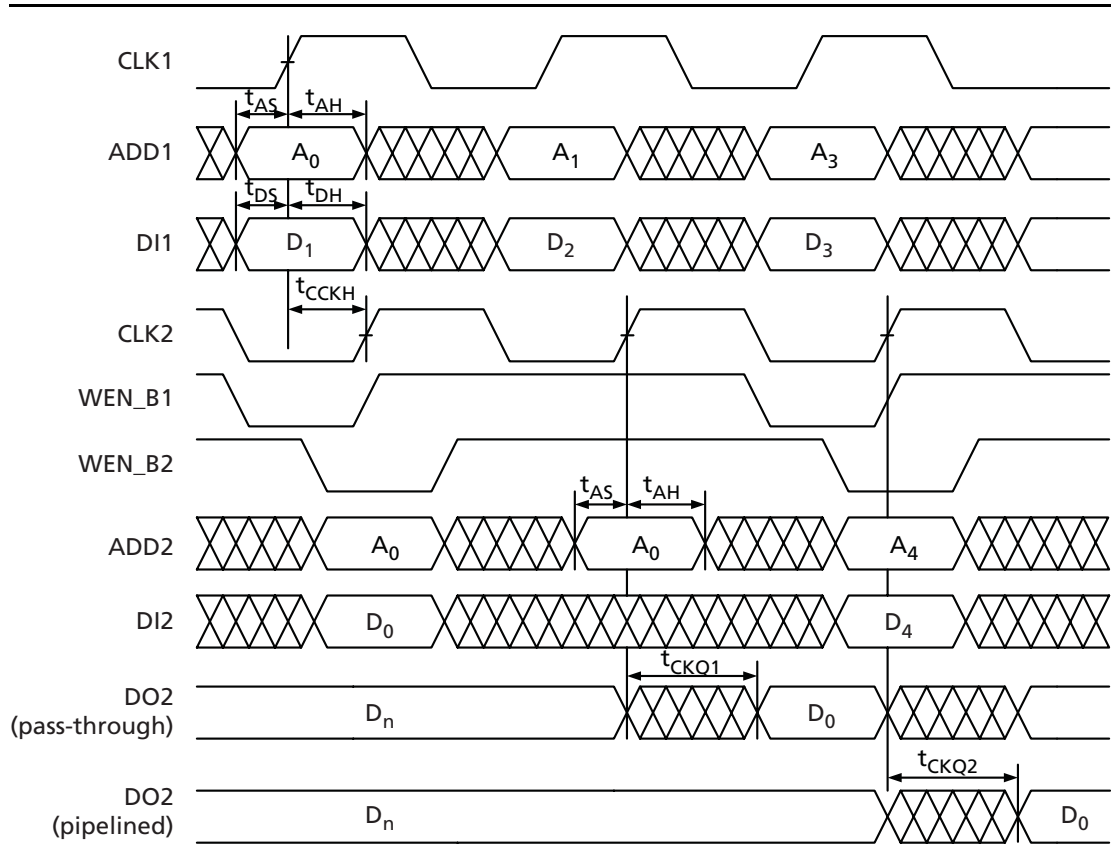 CLK1
tAS tAH
ADD1 A0 A1 A3
tDS tDH
DI1 D1 D2 D3
tCCKH
CLK2
WEN_B1
WEN_B2
tAS tAH
ADD2 A0 A0 A4
DI2 D0 D4
tCKQ1
DO2
(pass-through) Dn D0
tCKQ2
DO2
(pipelined) Dn D0